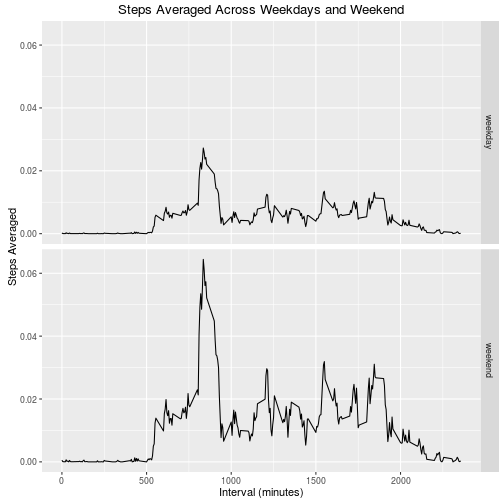 Steps Averaged Across Weekdays and Weekend
0.06
0.04
0.02
0.00
weekday
0.06
0.04
0.02
0.00
weekend
Steps Averaged
0
500
1000
1500
2000
Interval (minutes)